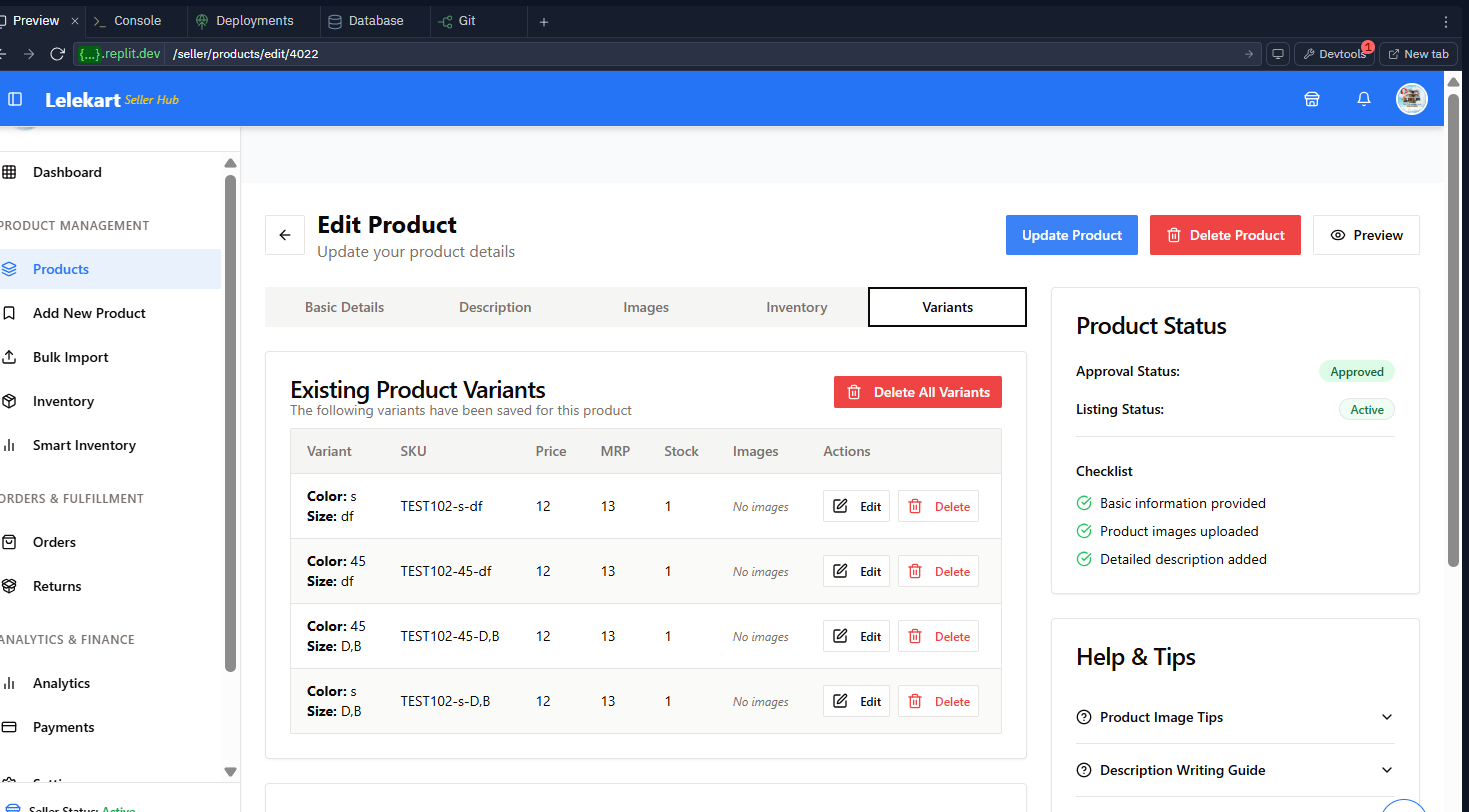 Preview
Console
Deployments
Database
Git
{...}.replit.dev /seller/products/edit/4022
Devtools 1
New tab
Lelekart Seller Hub
Dashboard
PRODUCT MANAGEMENT
Products
Add New Product
Bulk Import
Inventory
Smart Inventory
ORDERS & FULFILLMENT
Orders
Returns
ANALYTICS & FINANCE
Analytics
Payments
Seller Status: Active
Edit Product
Update your product details
Update Product
Delete Product
Preview
Basic Details Description Images Inventory Variants
Existing Product Variants
The following variants have been saved for this product
Delete All Variants
Variant SKU Price MRP Stock Images Actions
Color: s
Size: df
TEST102-s-df 12 13 1 No images Edit Delete
Color: 45
Size: df
TEST102-45-df 12 13 1 No images Edit Delete
Color: 45
Size: D,B
TEST102-45-D,B 12 13 1 No images Edit Delete
Color: s
Size: D,B
TEST102-s-D,B 12 13 1 No images Edit Delete
Product Status
Approval Status: Approved
Listing Status: Active
Checklist
Basic information provided
Product images uploaded
Detailed description added
Help & Tips
Product Image Tips
Description Writing Guide